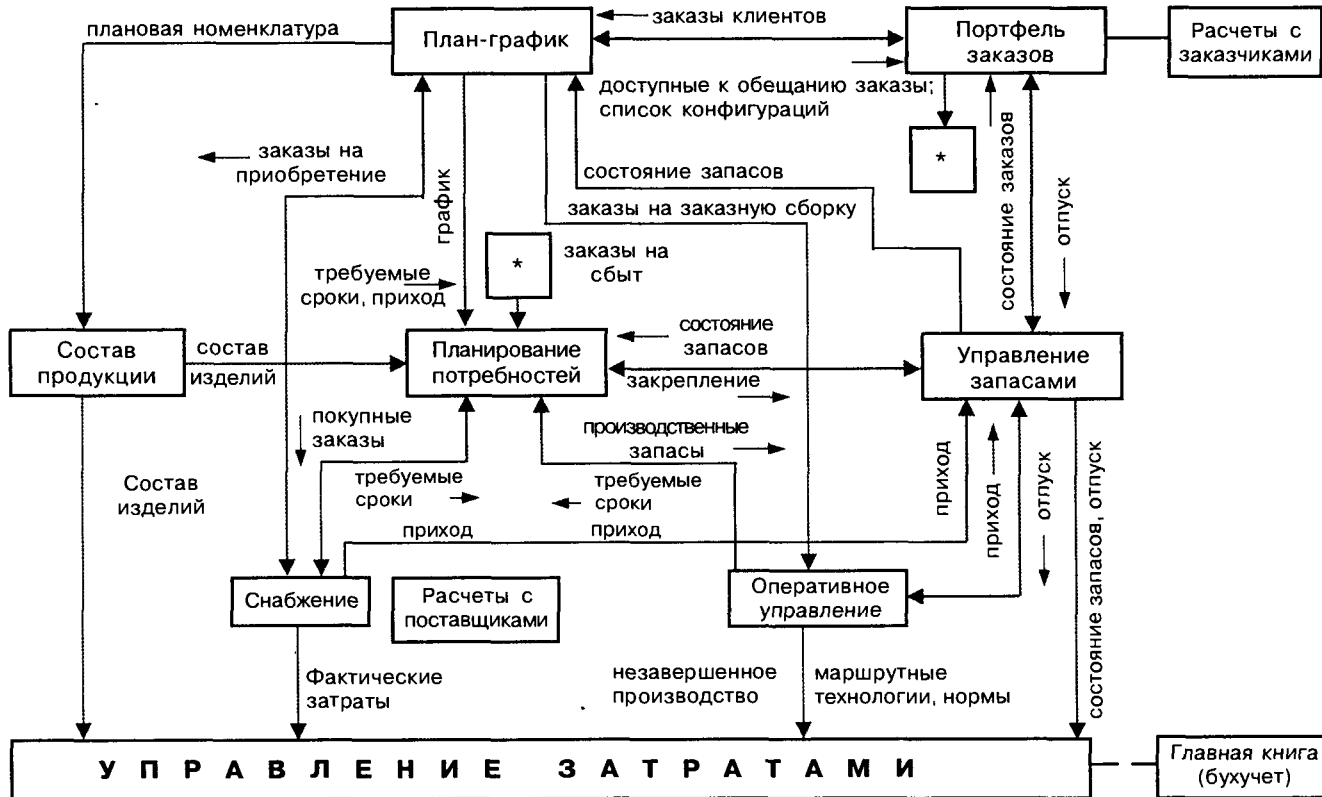 плановая номенклатура
План-график
заказы клиентов
Портфель
заказов
Расчеты с
заказчиками
доступные к обещанию заказы;
список конфигураций
*
заказы на
приобретение
график
состояние запасов
заказы на заказную сборку
состояние заказов
отпуск
*
заказы на
сбыт
требуемые
сроки, приход
Состав
продукции
состав
изделий
Планирование
потребностей
состояние
запасов
закрепление
Управление
запасами
покупные
заказы
производственные
запасы
Состав
изделий
требуемые
сроки
требуемые
сроки
приход
приход
приход
приход
отпуск
состояние запасов, отпуск
Снабжение
Расчеты с
поставщиками
Оперативное
управление
Фактические
затраты
незавершенное
производство
маршрутные
технологии, нормы
УПРАВЛЕНИЕ ЗАТРАТАМИ
Главная книга
(бухучет)